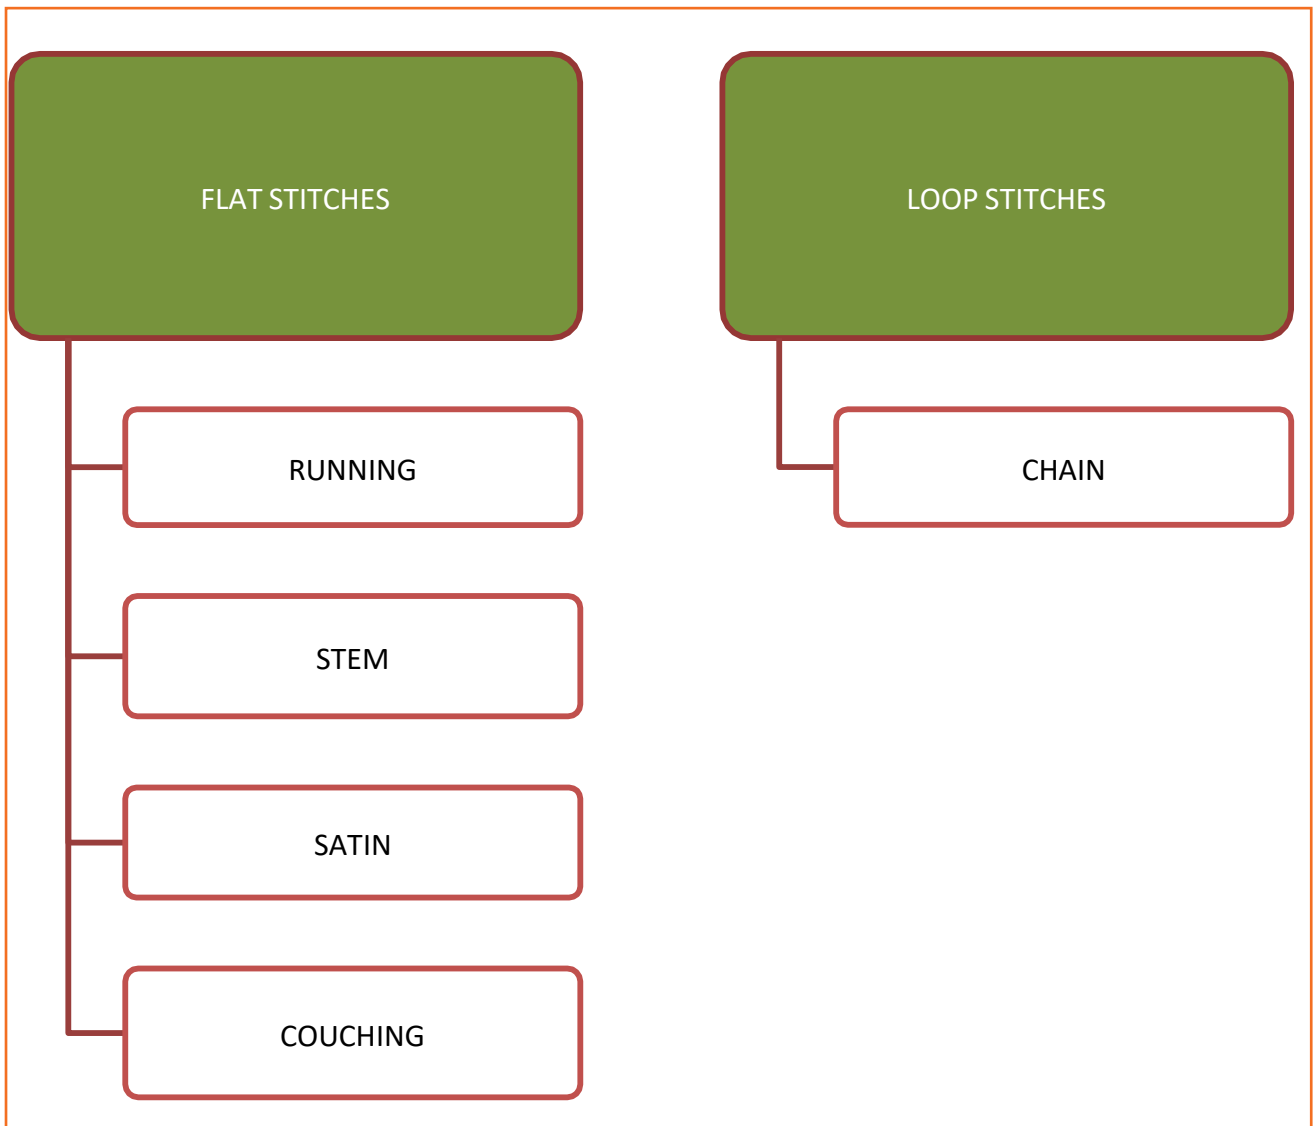 FLAT STITCHES
RUNNING
STEM
SATIN
COUCHING
LOOP STITCHES
CHAIN